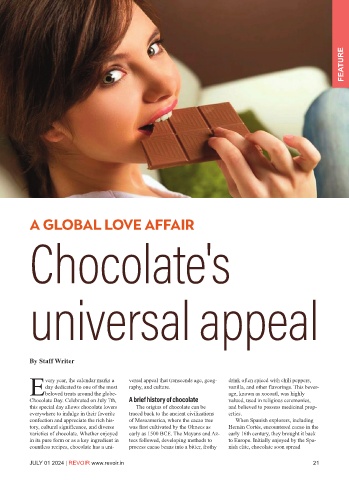 FEATURE
A GLOBAL LOVE AFFAIR
Chocolate's
universal appeal
By Staff Writer
Every year, the calendar marks a
day dedicated to one of the most
beloved treats around the globe-
Chocolate Day. Celebrated on July 7th,
this special day allows chocolate lovers
everywhere to indulge in their favorite
confection and appreciate the rich his-
tory, cultural significance, and diverse
varieties of chocolate. Whether enjoyed
in its pure form or as a key ingredient in
countless recipes, chocolate has a uni-
versal appeal that transcends age, geog-
raphy, and culture.
A brief history of chocolate
The origins of chocolate can be
traced back to the ancient civilizations
of Mesoamerica, where the cacao tree
was first cultivated by the Olmecs as
early as 1500 BCE. The Mayans and Az-
tecs followed, developing methods to
process cacao beans into a bitter, frothy
drink often spiced with chili peppers,
vanilla, and other flavorings. This bever-
age, known as xocoatl, was highly
valued, used in religious ceremonies,
and believed to possess medicinal prop-
erties.
When Spanish explorers, including
Hernán Cortés, encountered cacao in the
early 16th century, they brought it back
to Europe. Initially enjoyed by the Spa-
nish elite, chocolate soon spread
JULY 01 2024 | REVOIR www.revoir.in
21